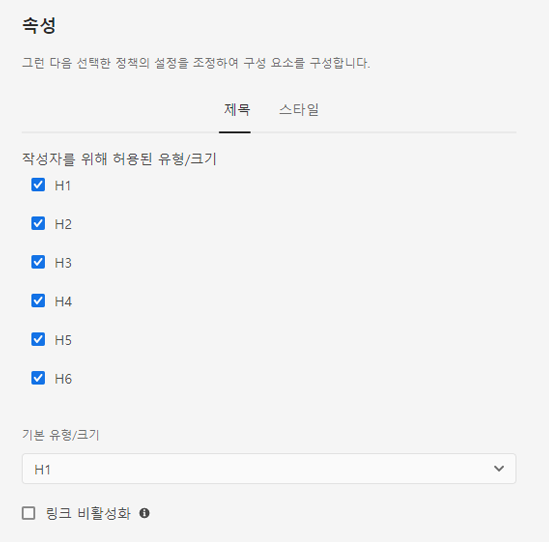 속성
그런 다음 선택한 정책의 설정을 조정하여 구성 요소를 구성합니다.
제목 스타일
작성자를 위해 허용된 유형/크기
H1
H2
H3
H4
H5
H6
기본 유형/크기
H1
링크 비활성화